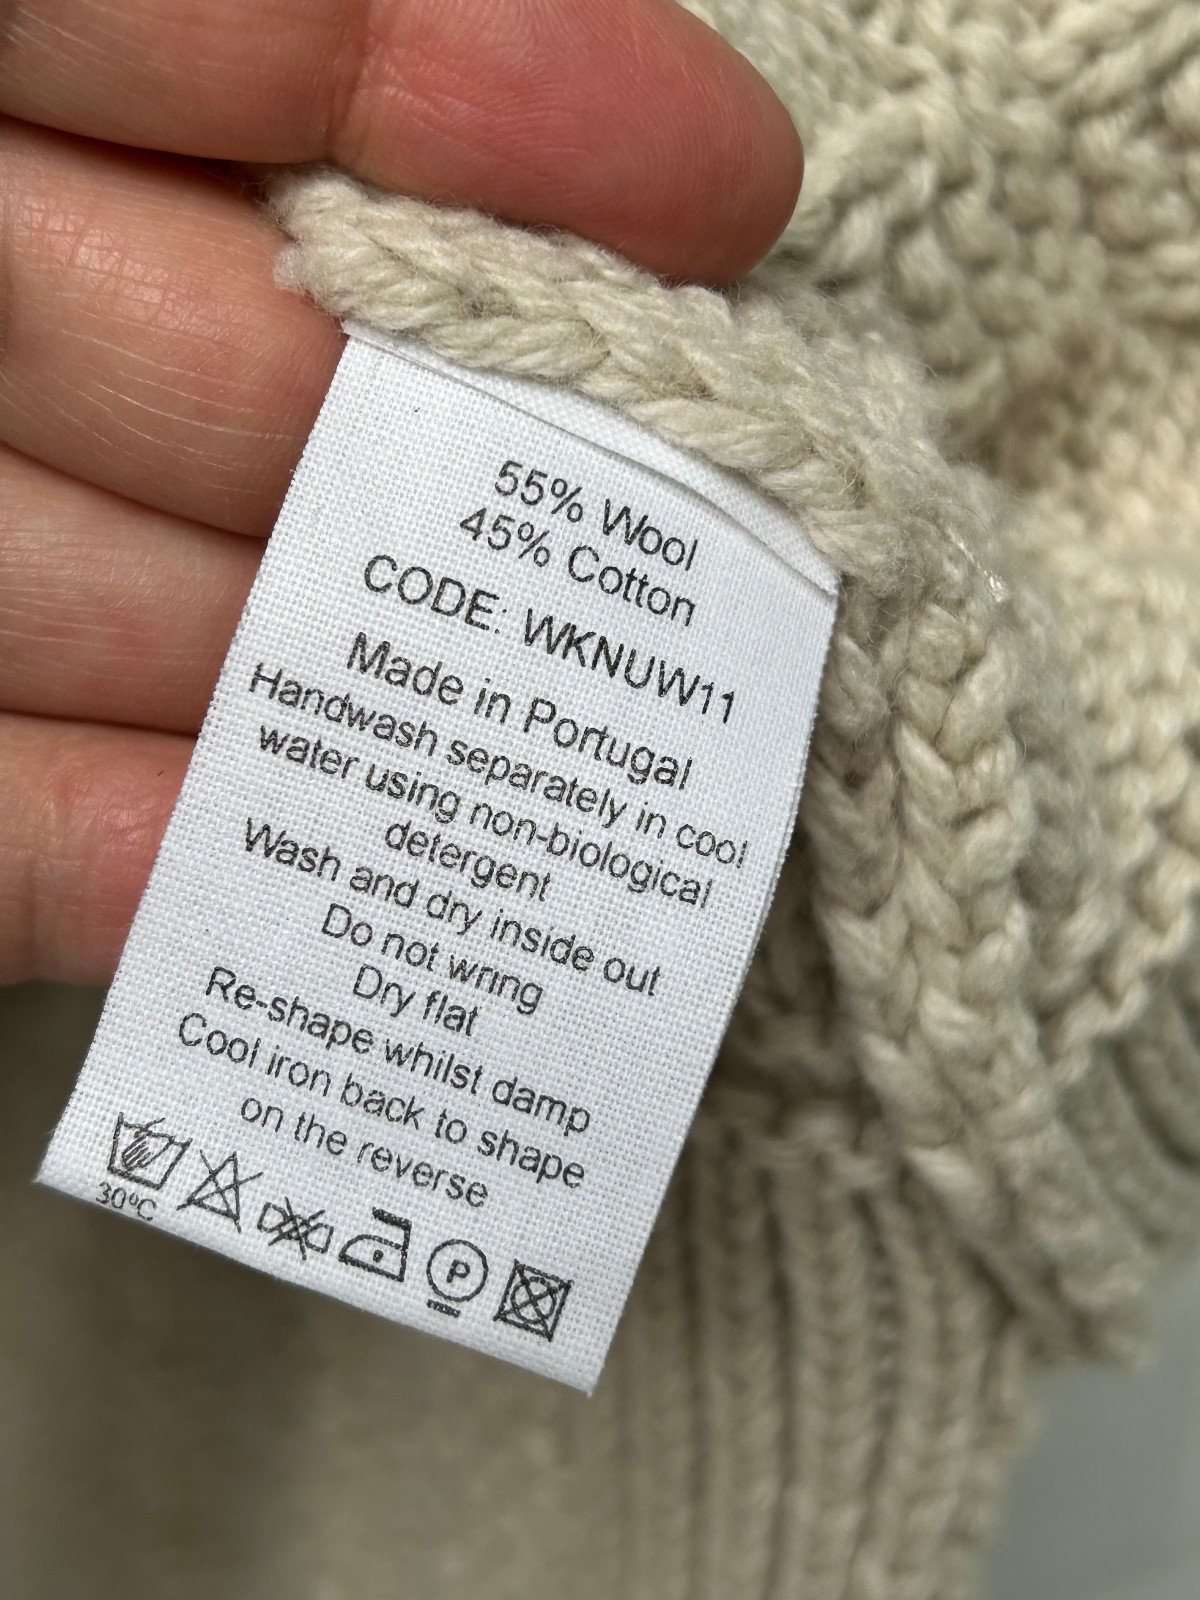 55% Wool
45% Cotton
CODE: WKNUW11
Made in Portugal
Handwash separately in cool
water using non-biological
detergent
Wash and dry inside out
Do not wring
Dry flat
Re-shape whilst damp
Cool iron back to shape
on the reverse
30°C
P